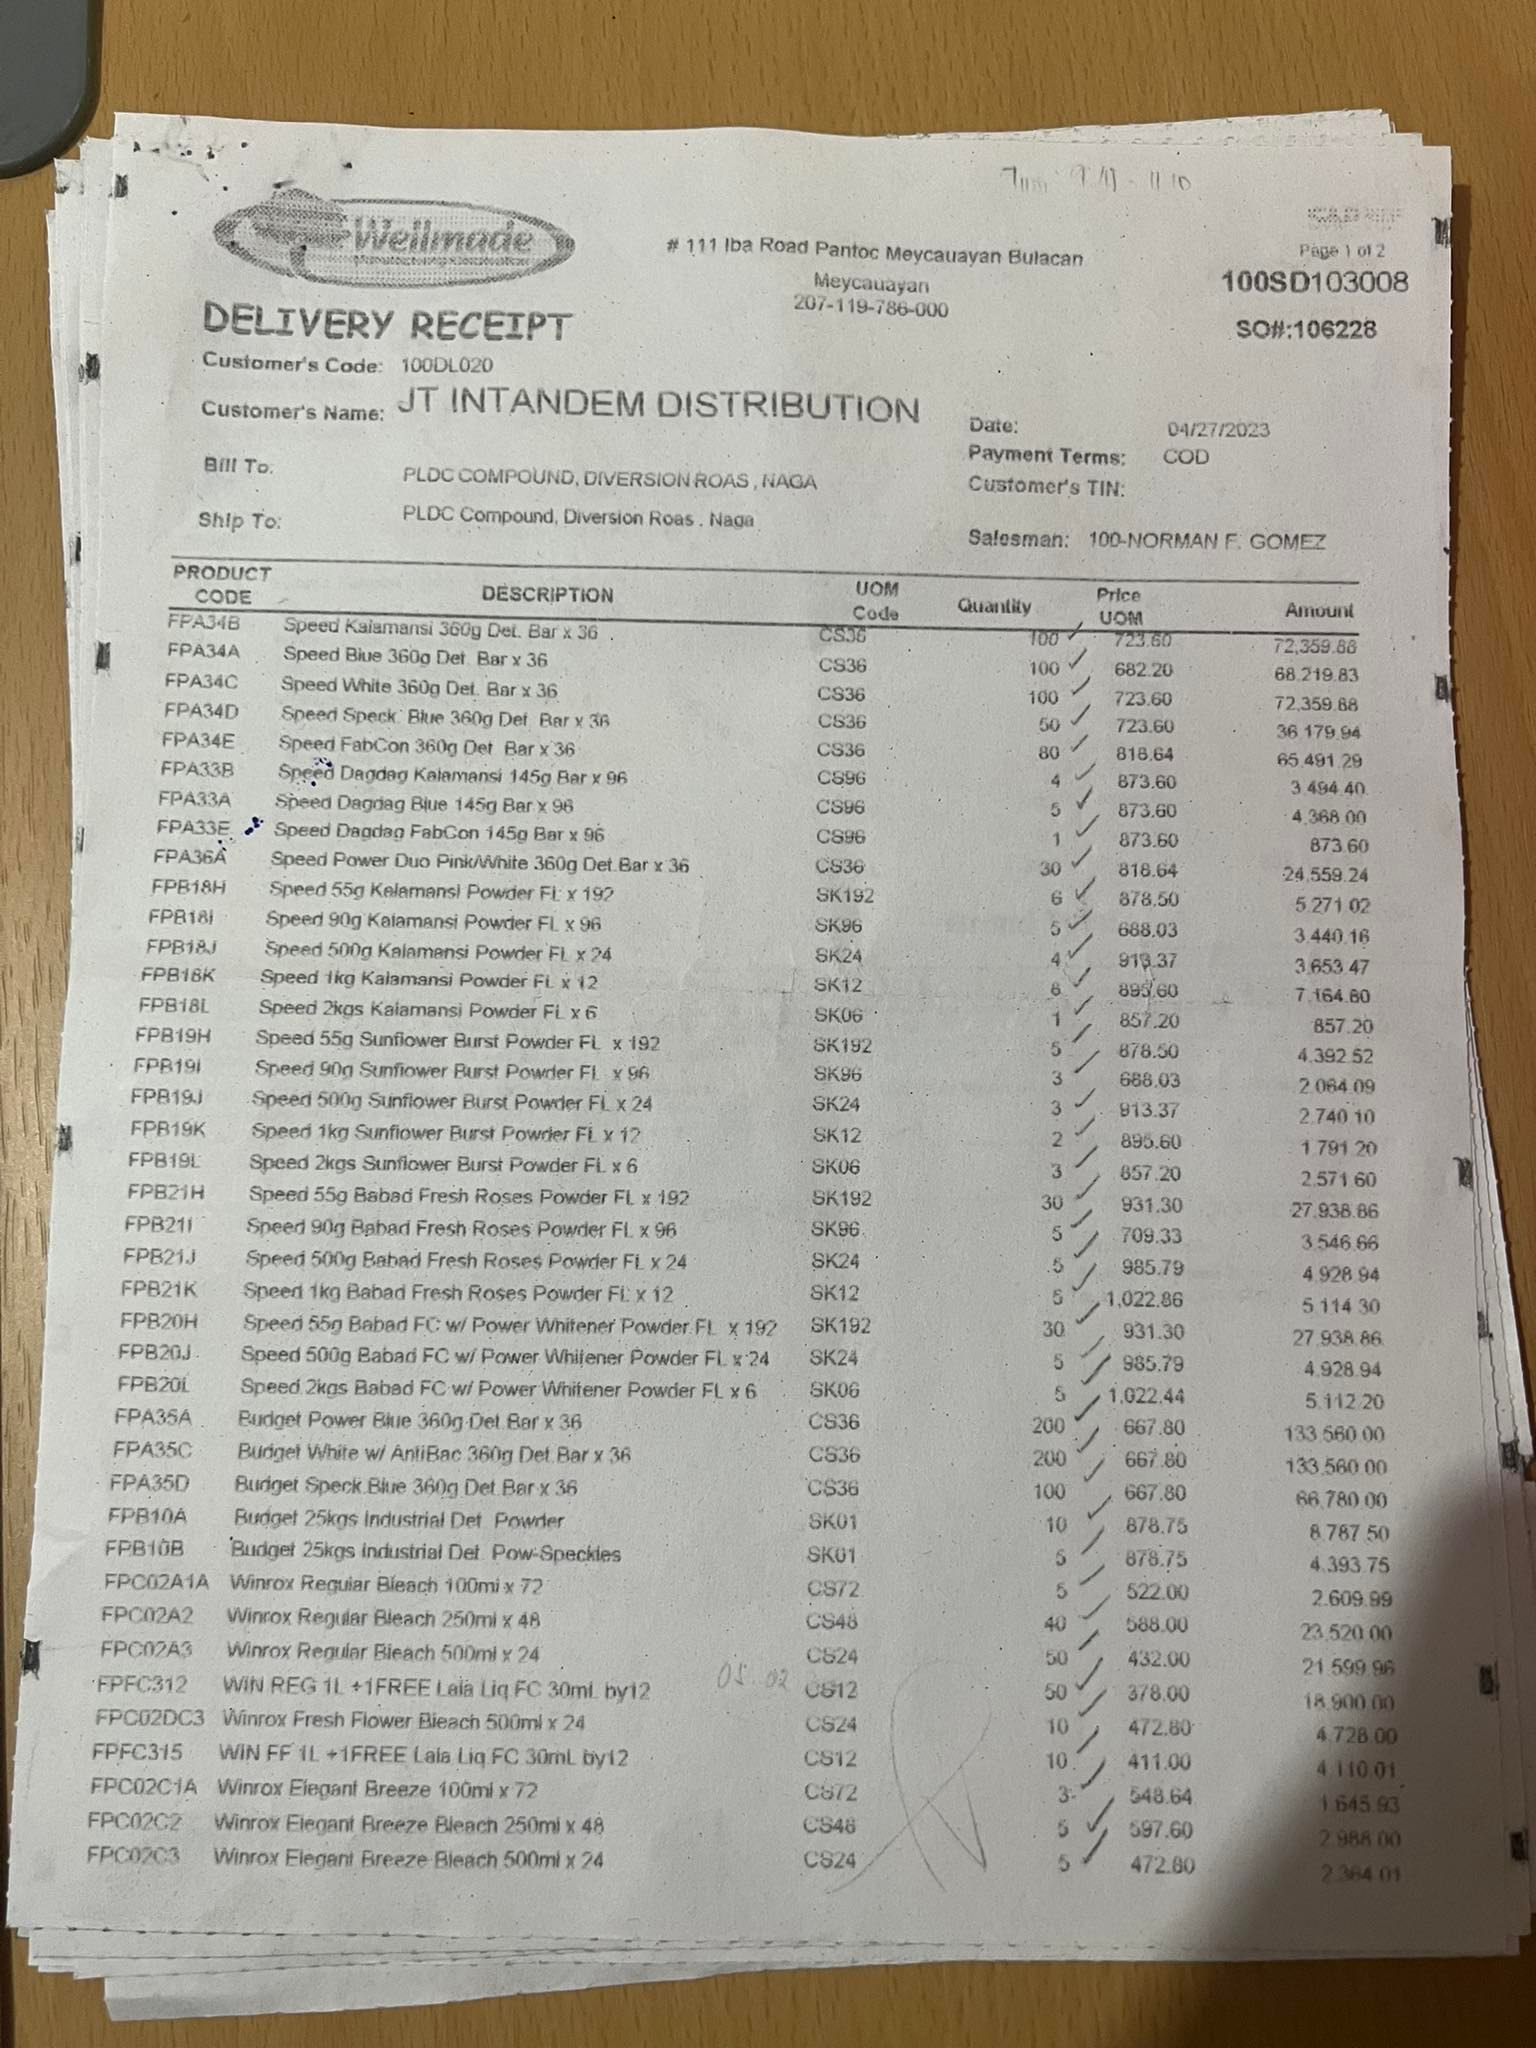 Wellmade
# 111 Iba Road Pantoc Meycauayan Bulacan
Meycauayan
207-119-786-000
Page 1 of 2
100SD103008
SO#:106228
DELIVERY RECEIPT
Customer's Code: 100DL020
Customer's Name: JT INTANDEM DISTRIBUTION
Date: 04/27/2023
Payment Terms: COD
Bill To: PLDC COMPOUND, DIVERSION ROAS , NAGA
Customer's TIN:
Ship To: PLDC Compound, Diversion Roas , Naga
Salesman: 100-NORMAN F. GOMEZ
PRODUCT CODE DESCRIPTION UOM Code Quantity Price UOM Amount
FPA34B Speed Kalamansi 360g Det. Bar x 36 CS36 100 723.60 72,359.88
FPA34A Speed Blue 360g Det. Bar x 36 CS36 100 682.20 68,219.83
FPA34C Speed White 360g Det. Bar x 36 CS36 100 723.60 72,359.88
FPA34D Speed Speck. Blue 360g Det. Bar x 36 CS36 50 723.60 36,179.94
FPA34E Speed FabCon 360g Det. Bar x 36 CS36 80 818.64 65,491.29
FPA33B Speed Dagdag Kalamansi 145g Bar x 96 CS96 4 873.60 3,494.40
FPA33A Speed Dagdag Blue 145g Bar x 96 CS96 5 873.60 4,368.00
FPA33E Speed Dagdag FabCon 145g Bar x 96 CS96 1 873.60 873.60
FPA36A Speed Power Duo Pink/White 360g Det.Bar x 36 CS36 30 818.64 24,559.24
FPB18H Speed 55g Kalamansi Powder FL x 192 SK192 6 878.50 5,271.02
FPB18I Speed 90g Kalamansi Powder FL x 96 SK96 5 688.03 3,440.16
FPB18J Speed 500g Kalamansi Powder FL x 24 SK24 4 913.37 3,653.47
FPB18K Speed 1kg Kalamansi Powder FL x 12 SK12 8 895.60 7,164.80
FPB18L Speed 2kgs Kalamansi Powder FL x 6 SK06 1 857.20 857.20
FPB19H Speed 55g Sunflower Burst Powder FL x 192 SK192 5 878.50 4,392.52
FPB19I Speed 90g Sunflower Burst Powder FL x 96 SK96 3 688.03 2,064.09
FPB19J Speed 500g Sunflower Burst Powder FL x 24 SK24 3 913.37 2,740.10
FPB19K Speed 1kg Sunflower Burst Powder FL x 12 SK12 2 895.60 1,791.20
FPB19L Speed 2kgs Sunflower Burst Powder FL x 6 SK06 3 857.20 2,571.60
FPB21H Speed 55g Babad Fresh Roses Powder FL x 192 SK192 30 931.30 27,938.86
FPB21I Speed 90g Babad Fresh Roses Powder FL x 96 SK96 5 709.33 3,546.66
FPB21J Speed 500g Babad Fresh Roses Powder FL x 24 SK24 5 985.79 4,928.94
FPB21K Speed 1kg Babad Fresh Roses Powder FL x 12 SK12 5 1,022.86 5,114.30
FPB20H Speed 55g Babad FC w/ Power Whitener Powder FL x 192 SK192 30 931.30 27,938.86
FPB20J Speed 500g Babad FC w/ Power Whitener Powder FL x 24 SK24 5 985.79 4,928.94
FPB20L Speed 2kgs Babad FC w/ Power Whitener Powder FL x 6 SK06 5 1,022.44 5,112.20
FPA35A Budget Power Blue 360g Det.Bar x 36 CS36 200 667.80 133,560.00
FPA35C Budget White w/ AntiBac 360g Det.Bar x 36 CS36 200 667.80 133,560.00
FPA35D Budget Speck.Blue 360g Det.Bar x 36 CS36 100 667.80 66,780.00
FPB10A Budget 25kgs Industrial Det. Powder SK01 10 878.75 8,787.50
FPB10B Budget 25kgs Industrial Det. Pow-Speckles SK01 5 878.75 4,393.75
FPC02A1A Winrox Regular Bleach 100ml x 72 CS72 5 522.00 2,609.99
FPC02A2 Winrox Regular Bleach 250ml x 48 CS48 40 588.00 23,520.00
FPC02A3 Winrox Regular Bleach 500ml x 24 CS24 50 432.00 21,599.96
FPFC312 WIN REG 1L +1FREE Lala Liq FC 30mL by12 CS12 50 378.00 18,900.00
FPC02DC3 Winrox Fresh Flower Bleach 500ml x 24 CS24 10 472.80 4,728.00
FPFC315 WIN FF 1L +1FREE Lala Liq FC 30mL by12 CS12 10 411.00 4,110.01
FPC02C1A Winrox Elegant Breeze 100ml x 72 CS72 3 548.64 1,645.93
FPC02C2 Winrox Elegant Breeze Bleach 250ml x 48 CS48 5 597.60 2,988.00
FPC02C3 Winrox Elegant Breeze Bleach 500ml x 24 CS24 5 472.80 2,364.01